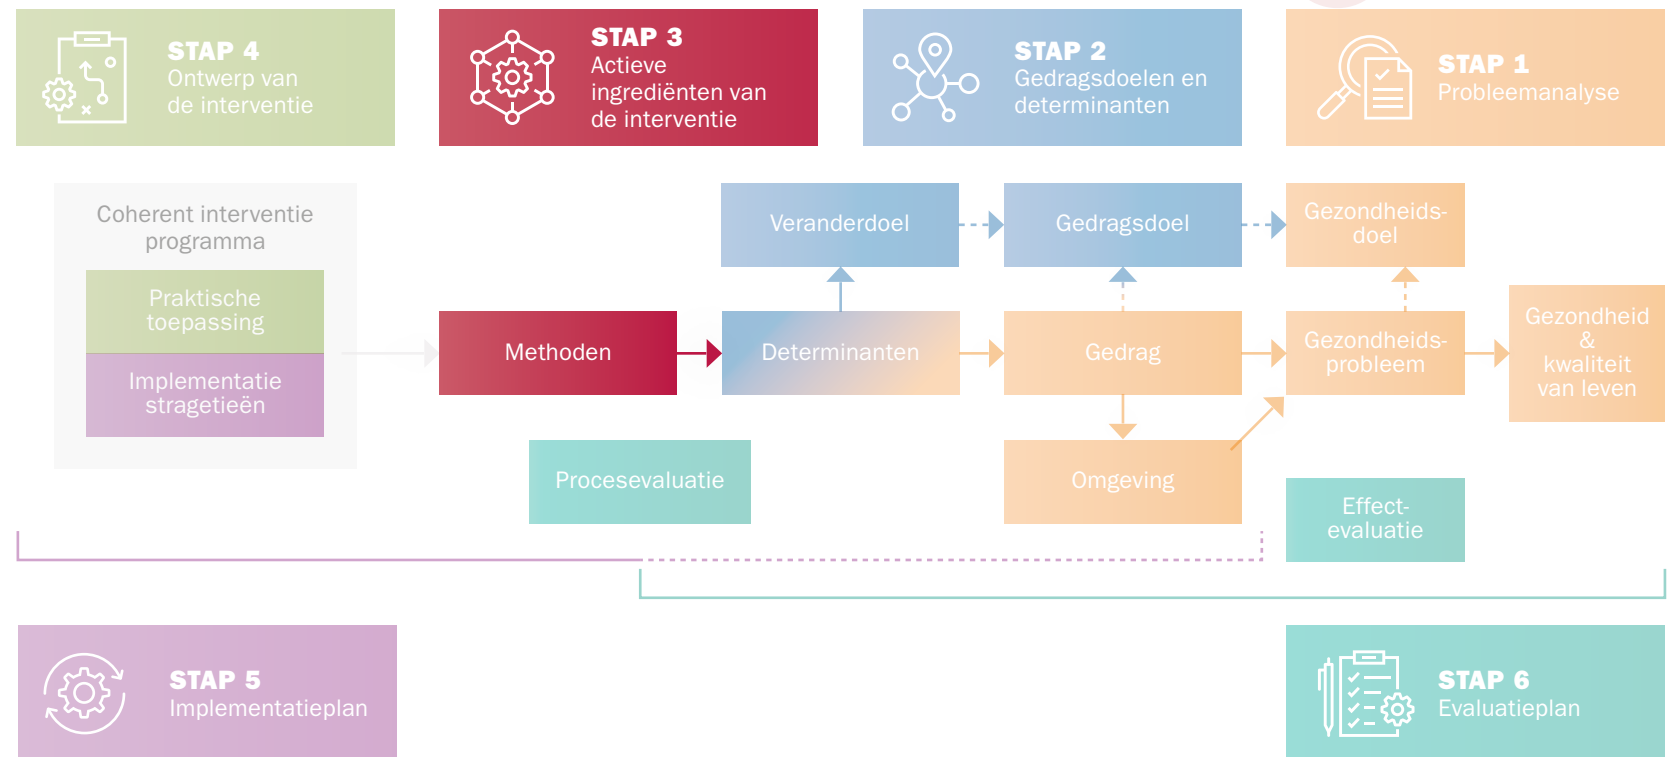 STAP 4
Ontwerp van
de interventie
STAP 3
Actieve
ingrediënten van
de interventie
STAP 2
Gedragsdoelen en
determinanten
STAP 1
Probleemanalyse
Coherent interventie
programma
Praktische
toepassing
Implementatie
stragetieën
Veranderdoel
Gedragsdoel
Gezondheids-
doel
Methoden
Determinanten
Gedrag
Gezondheids-
probleem
Gezondheid
&
kwaliteit
van leven
Procesevaluatie
Omgeving
Effect-
evaluatie
STAP 5
Implementatieplan
STAP 6
Evaluatieplan